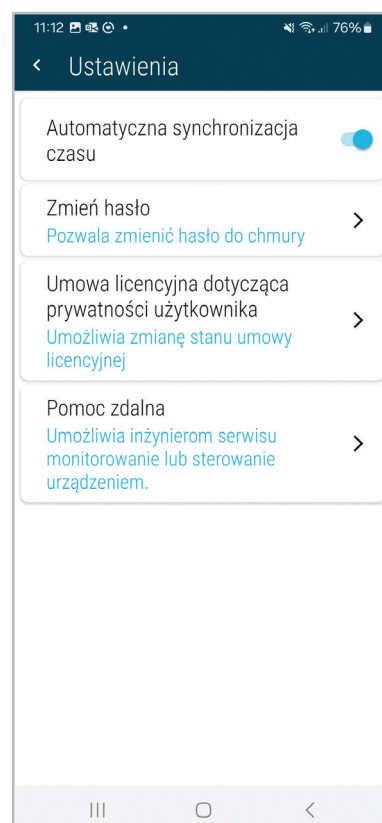 11:12
76%
Ustawienia
Automatyczna synchronizacja
czasu
Zmień hasło
Pozwala zmienić hasło do chmury
Umowa licencyjna dotycząca
prywatności użytkownika
Umożliwia zmianę stanu umowy
licencyjnej
Pomoc zdalna
Umożliwia inżynierom serwisu
monitorowanie lub sterowanie
urządzeniem.